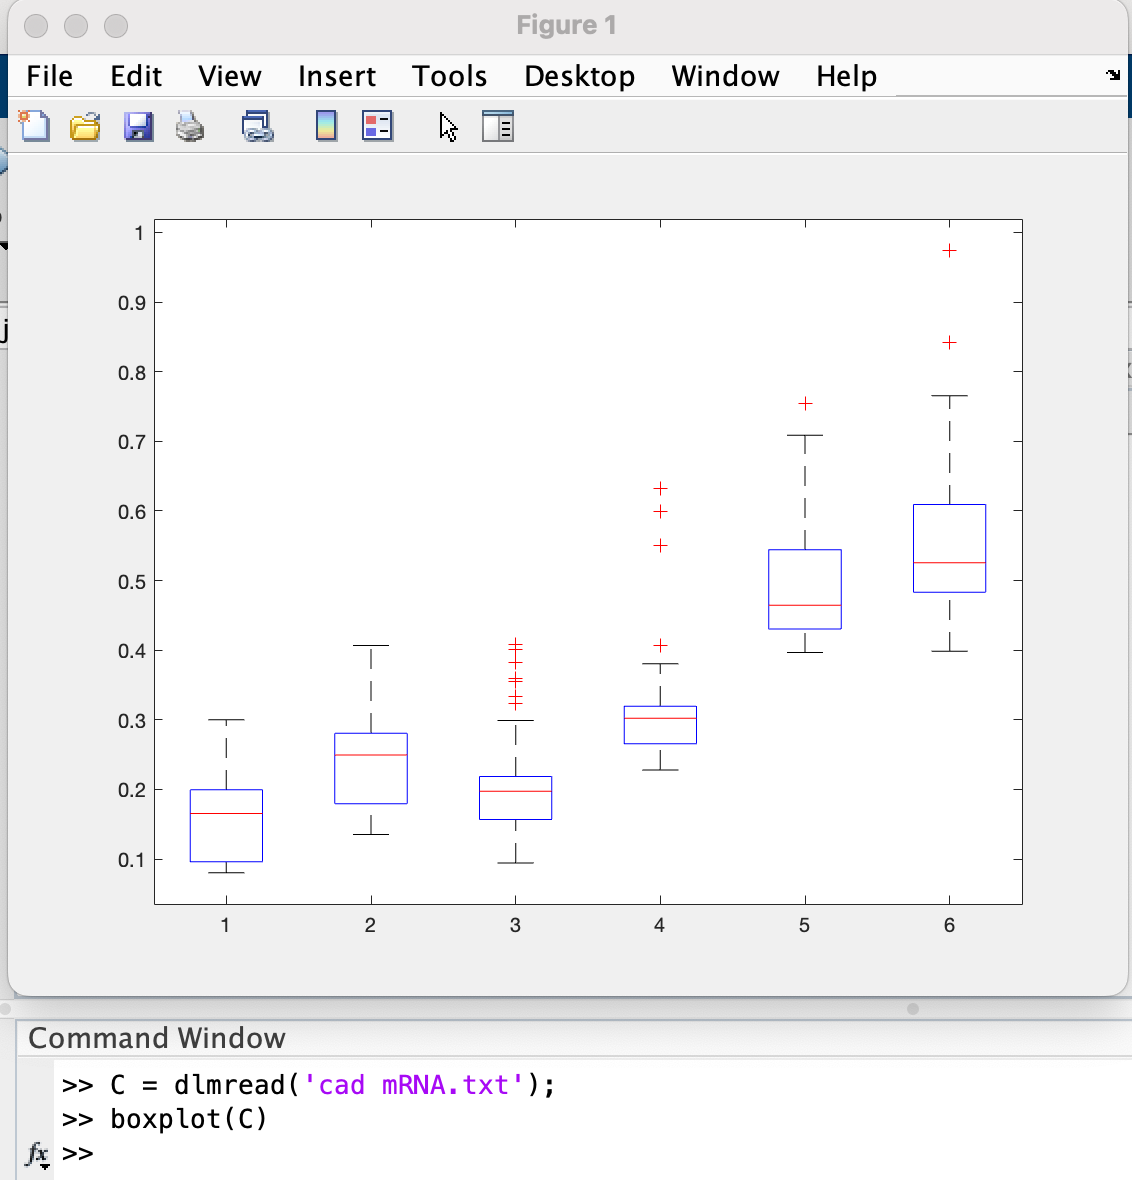 Figure 1
File Edit View Insert Tools Desktop Window Help
1
0.9
0.8
0.7
0.6
0.5
0.4
0.3
0.2
0.1
1 2 3 4 5 6
Command Window
>> C = dlmread('cad mRNA.txt');
>> boxplot(C)
fx >>